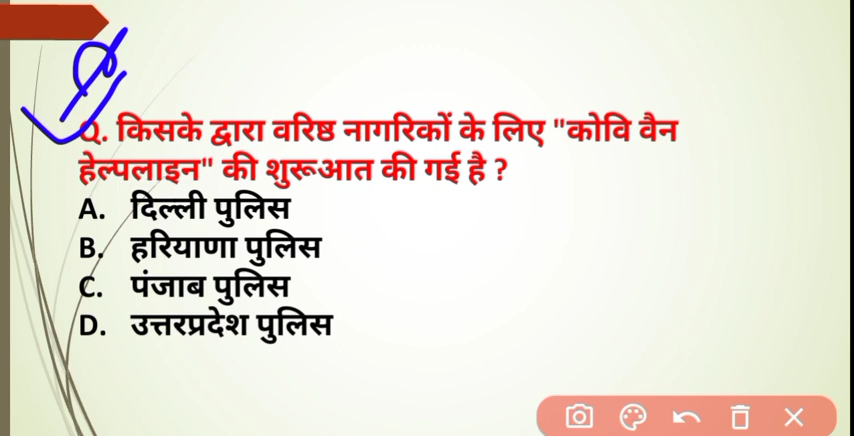 Q. किसके द्वारा वरिष्ठ नागरिकों के लिए "कोवि वैन
हेल्पलाइन" की शुरूआत की गई है ?
A. दिल्ली पुलिस
B. हरियाणा पुलिस
C. पंजाब पुलिस
D. उत्तरप्रदेश पुलिस